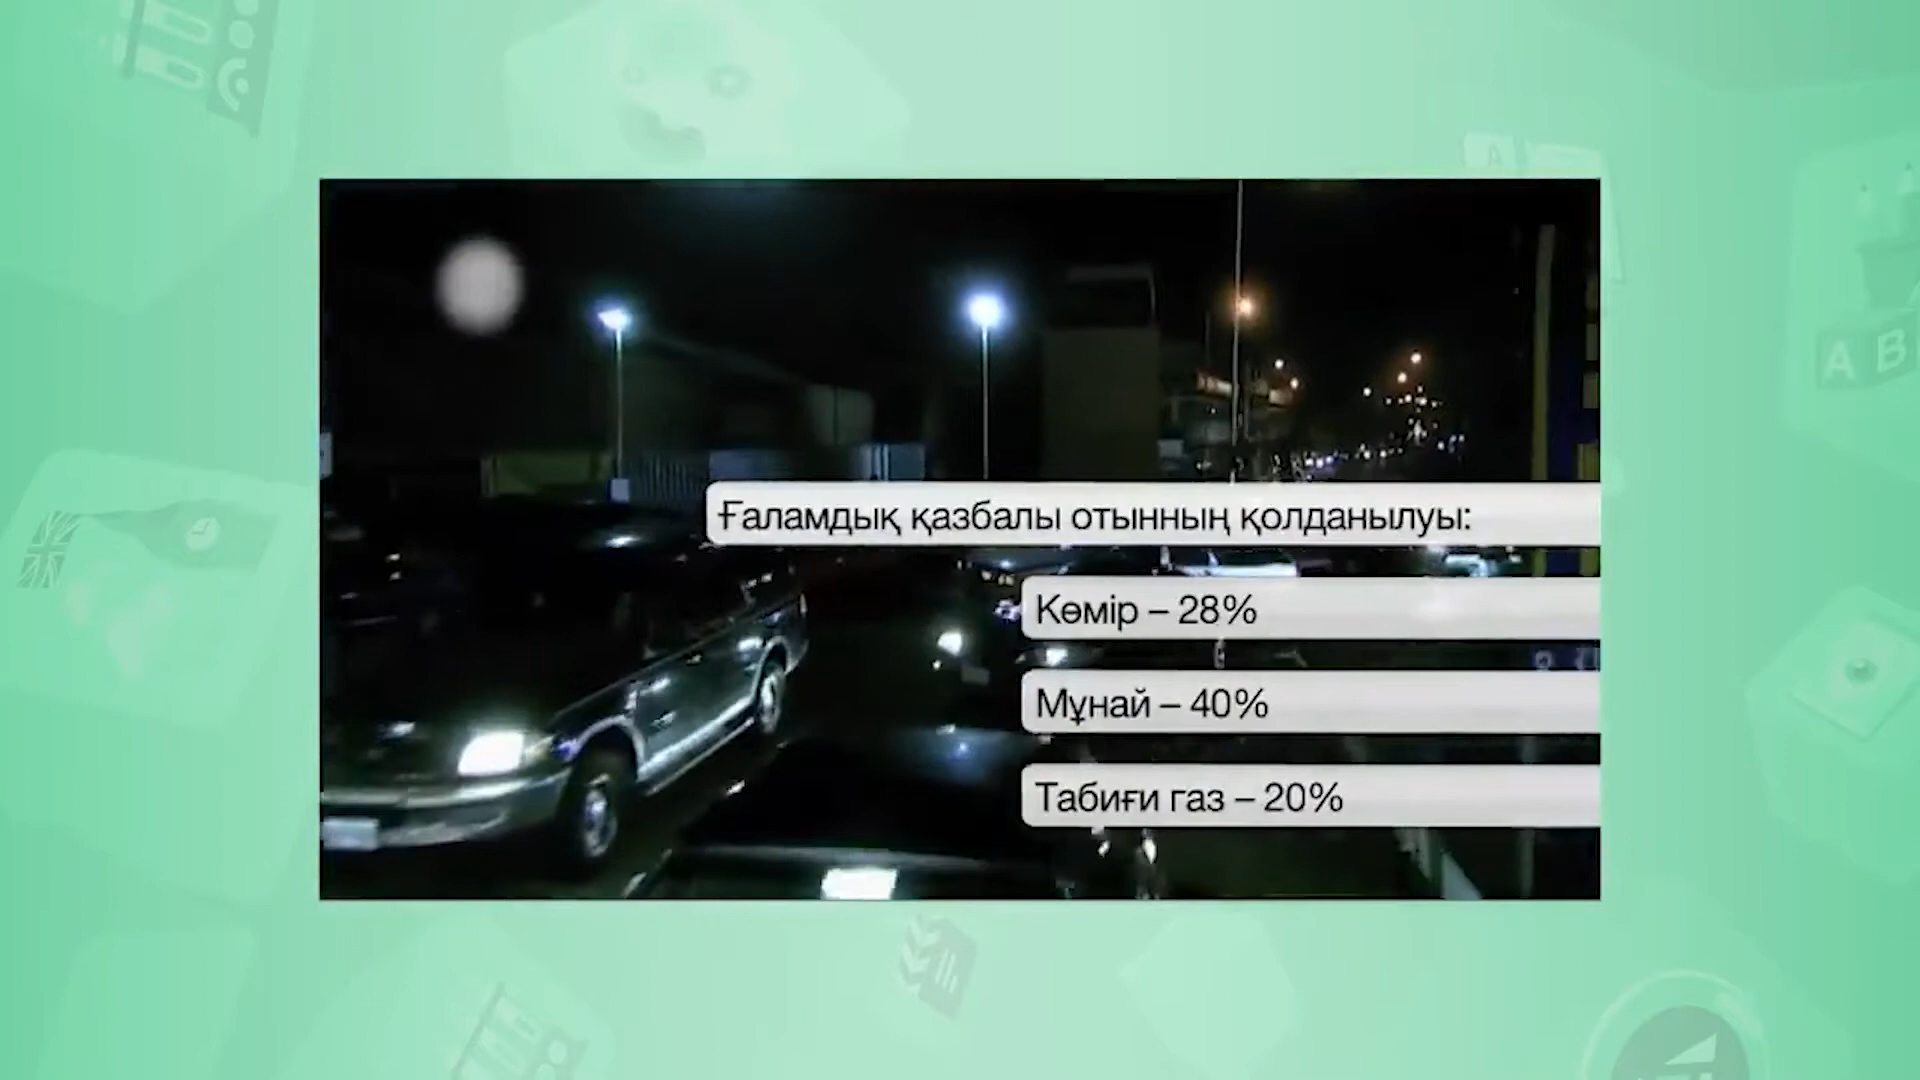 Ғаламдық қазбалы отынның қолданылуы:
Көмір – 28%
Мұнай – 40%
Табиғи газ – 20%
A
A B